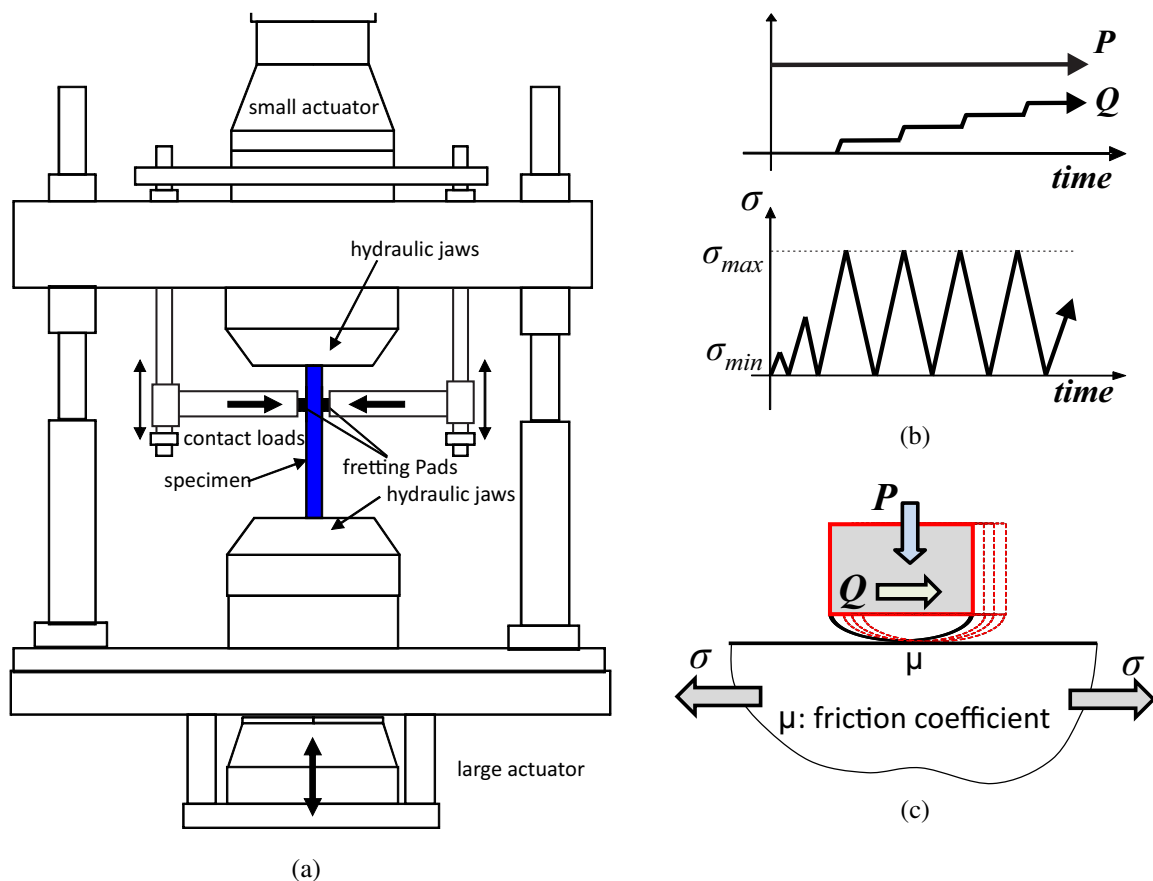 small actuator
hydraulic jaws
contact loads
specimen
fretting Pads
hydraulic jaws
large actuator
(a)
P
Q
time
σ
σmax
σmin
time
(b)
P
Q
μ
σ
σ
μ: friction coefficient
(c)